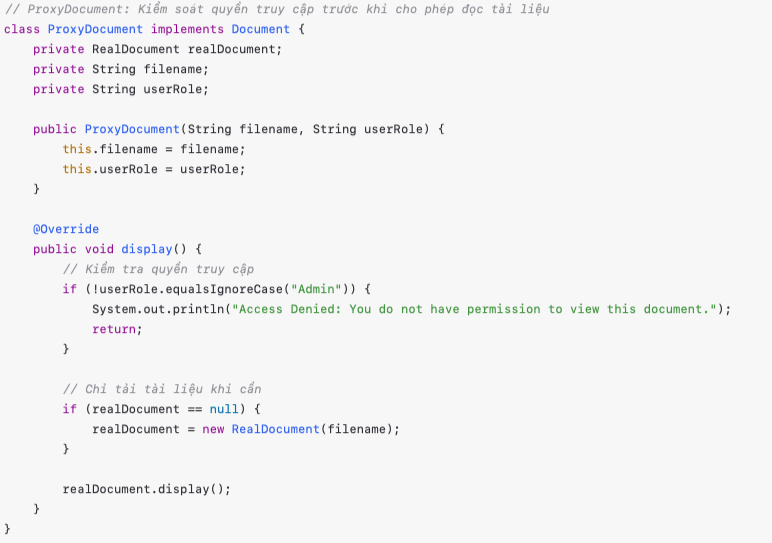 // ProxyDocument: Kiểm soát quyền truy cập trước khi cho phép đọc tài liệu
class ProxyDocument implements Document {
    private RealDocument realDocument;
    private String filename;
    private String userRole;

    public ProxyDocument(String filename, String userRole) {
        this.filename = filename;
        this.userRole = userRole;
    }

    @Override
    public void display() {
        // Kiểm tra quyền truy cập
        if (!userRole.equalsIgnoreCase("Admin")) {
            System.out.println("Access Denied: You do not have permission to view this document.");
            return;
        }

        // Chỉ tải tài liệu khi cần
        if (realDocument == null) {
            realDocument = new RealDocument(filename);
        }

        realDocument.display();
    }
}